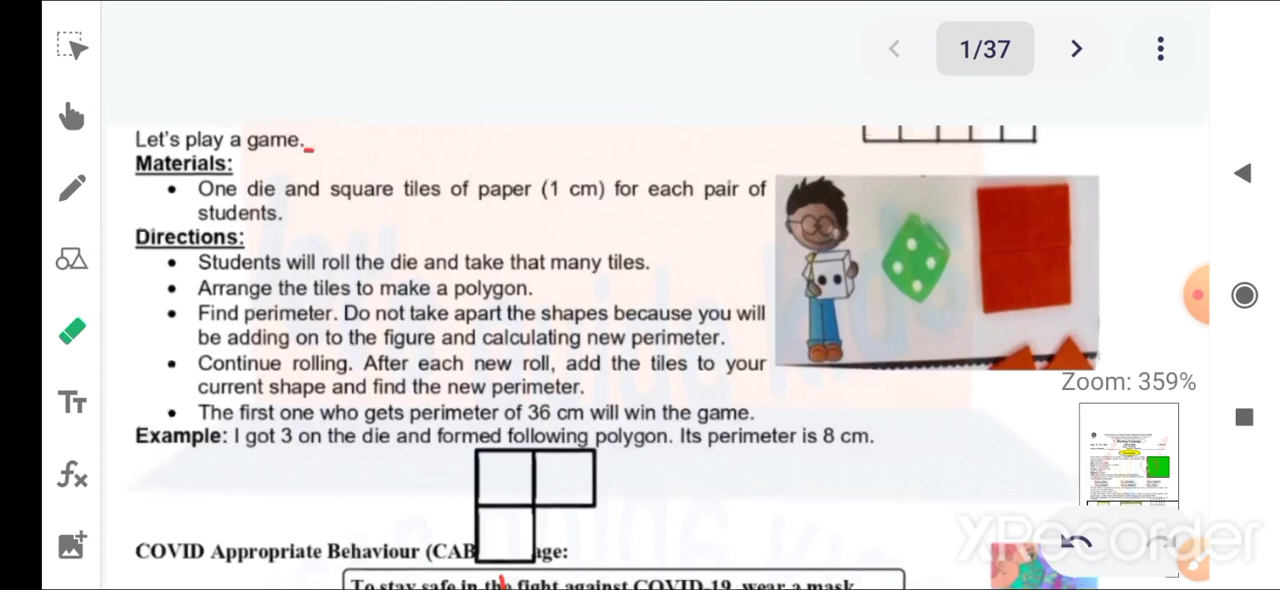 1/37
Let's play a game.
Materials:
• One die and square tiles of paper (1 cm) for each pair of
students.
Directions:
• Students will roll the die and take that many tiles.
• Arrange the tiles to make a polygon.
• Find perimeter. Do not take apart the shapes because you will
be adding on to the figure and calculating new perimeter.
• Continue rolling. After each new roll, add the tiles to your
current shape and find the new perimeter.
• The first one who gets perimeter of 36 cm will win the game.
Example: I got 3 on the die and formed following polygon. Its perimeter is 8 cm.
Zoom: 359%
COVID Appropriate Behaviour (CAB age:
To stay safe in the fight against COVID-19, wear a mask
Tт
fx
XRecorder